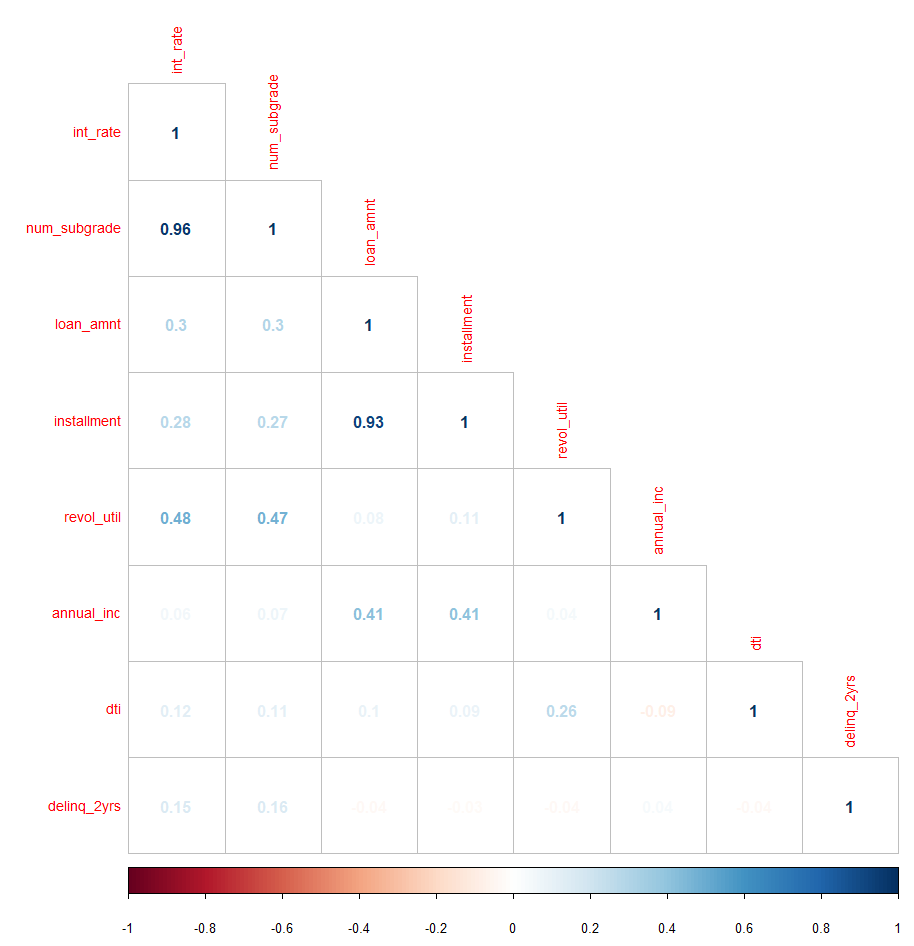 int_rate
num_subgrade
loan_amnt
installment
revol_util
annual_inc
dti
delinq_2yrs
int_rate 1
num_subgrade 0.96 1
loan_amnt 0.3 0.3 1
installment 0.28 0.27 0.93 1
revol_util 0.48 0.47 0.08 0.11 1
annual_inc 0.06 0.07 0.41 0.41 0.04 1
dti 0.12 0.11 0.1 0.09 0.26 -0.09 1
delinq_2yrs 0.15 0.16 -0.04 -0.03 -0.04 0.04 -0.04 1
-1 -0.8 -0.6 -0.4 -0.2 0 0.2 0.4 0.6 0.8 1